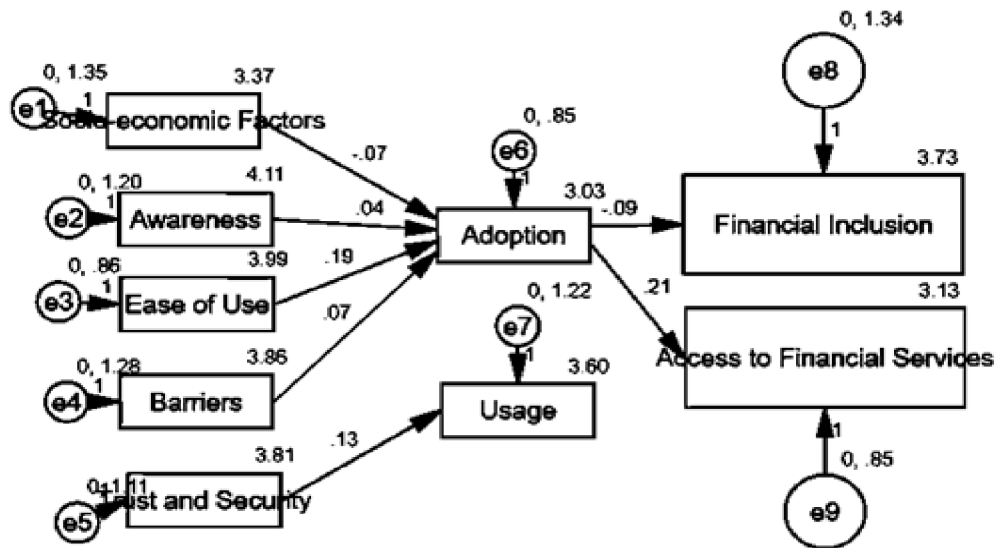 0, 1.35
e1
1
3.37
Socio-economic Factors
-.07
0, 1.20
e2
1
4.11
Awareness
.04
0, .86
e3
1
3.99
Ease of Use
.19
0, 1.28
e4
1
3.86
Barriers
.07
0, 1.11
e5
1
3.81
Trust and Security
.13
0, .85
e6
1
3.03
Adoption
-.09
.21
0, 1.22
e7
1
3.60
Usage
0, 1.34
e8
1
3.73
Financial Inclusion
3.13
Access to Financial Services
1
0, .85
e9